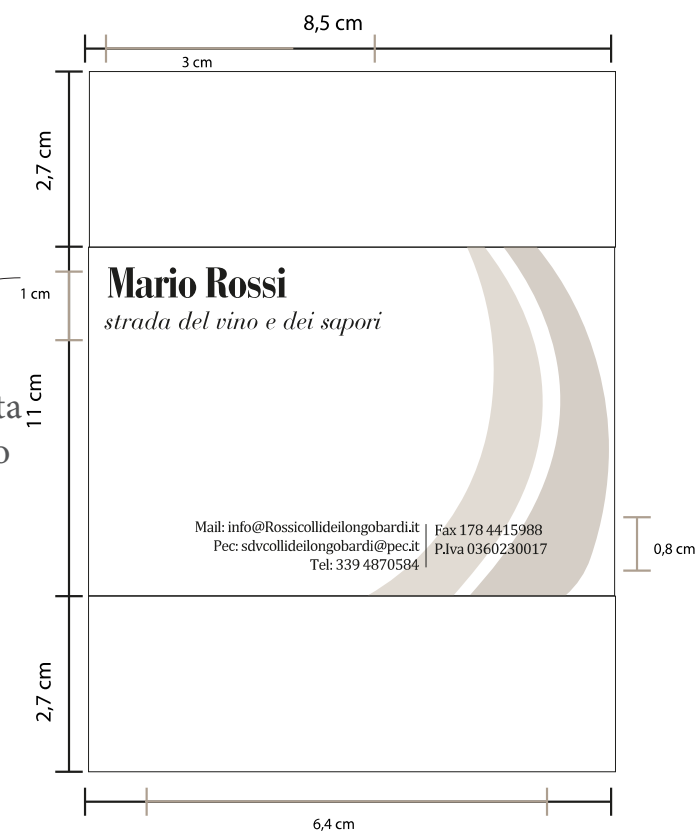 8,5 cm
3 cm
2,7 cm
Mario Rossi
1 cm
strada del vino e dei sapori
11 cm
ta
o
Mail: info@Rossicollideilongobardi.it
Pec: sdvcollideilongobardi@pec.it
Tel: 339 4870584
Fax 178 4415988
P.Iva 0360230017
0,8 cm
2,7 cm
6,4 cm